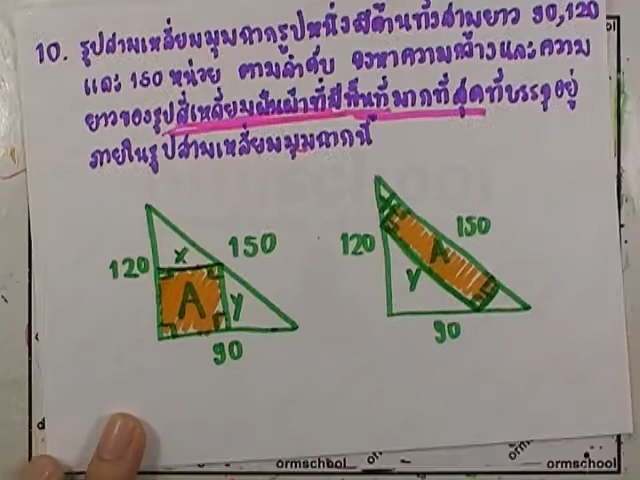 10. รูปสามเหลี่ยมมุมฉากรูปหนึ่งมีด้านทั้งสามยาว 90,120
และ 150 หน่วย ตามลำดับ จงหาความกว้างและความ
ยาวของรูปสี่เหลี่ยมผืนผ้าที่มีพื้นที่มากที่สุดที่บรรจุอยู่
ภายในรูปสามเหลี่ยมมุมฉากนี้
120 x 150
A y
90
120 150
A
y
90
ormschool
ormschool